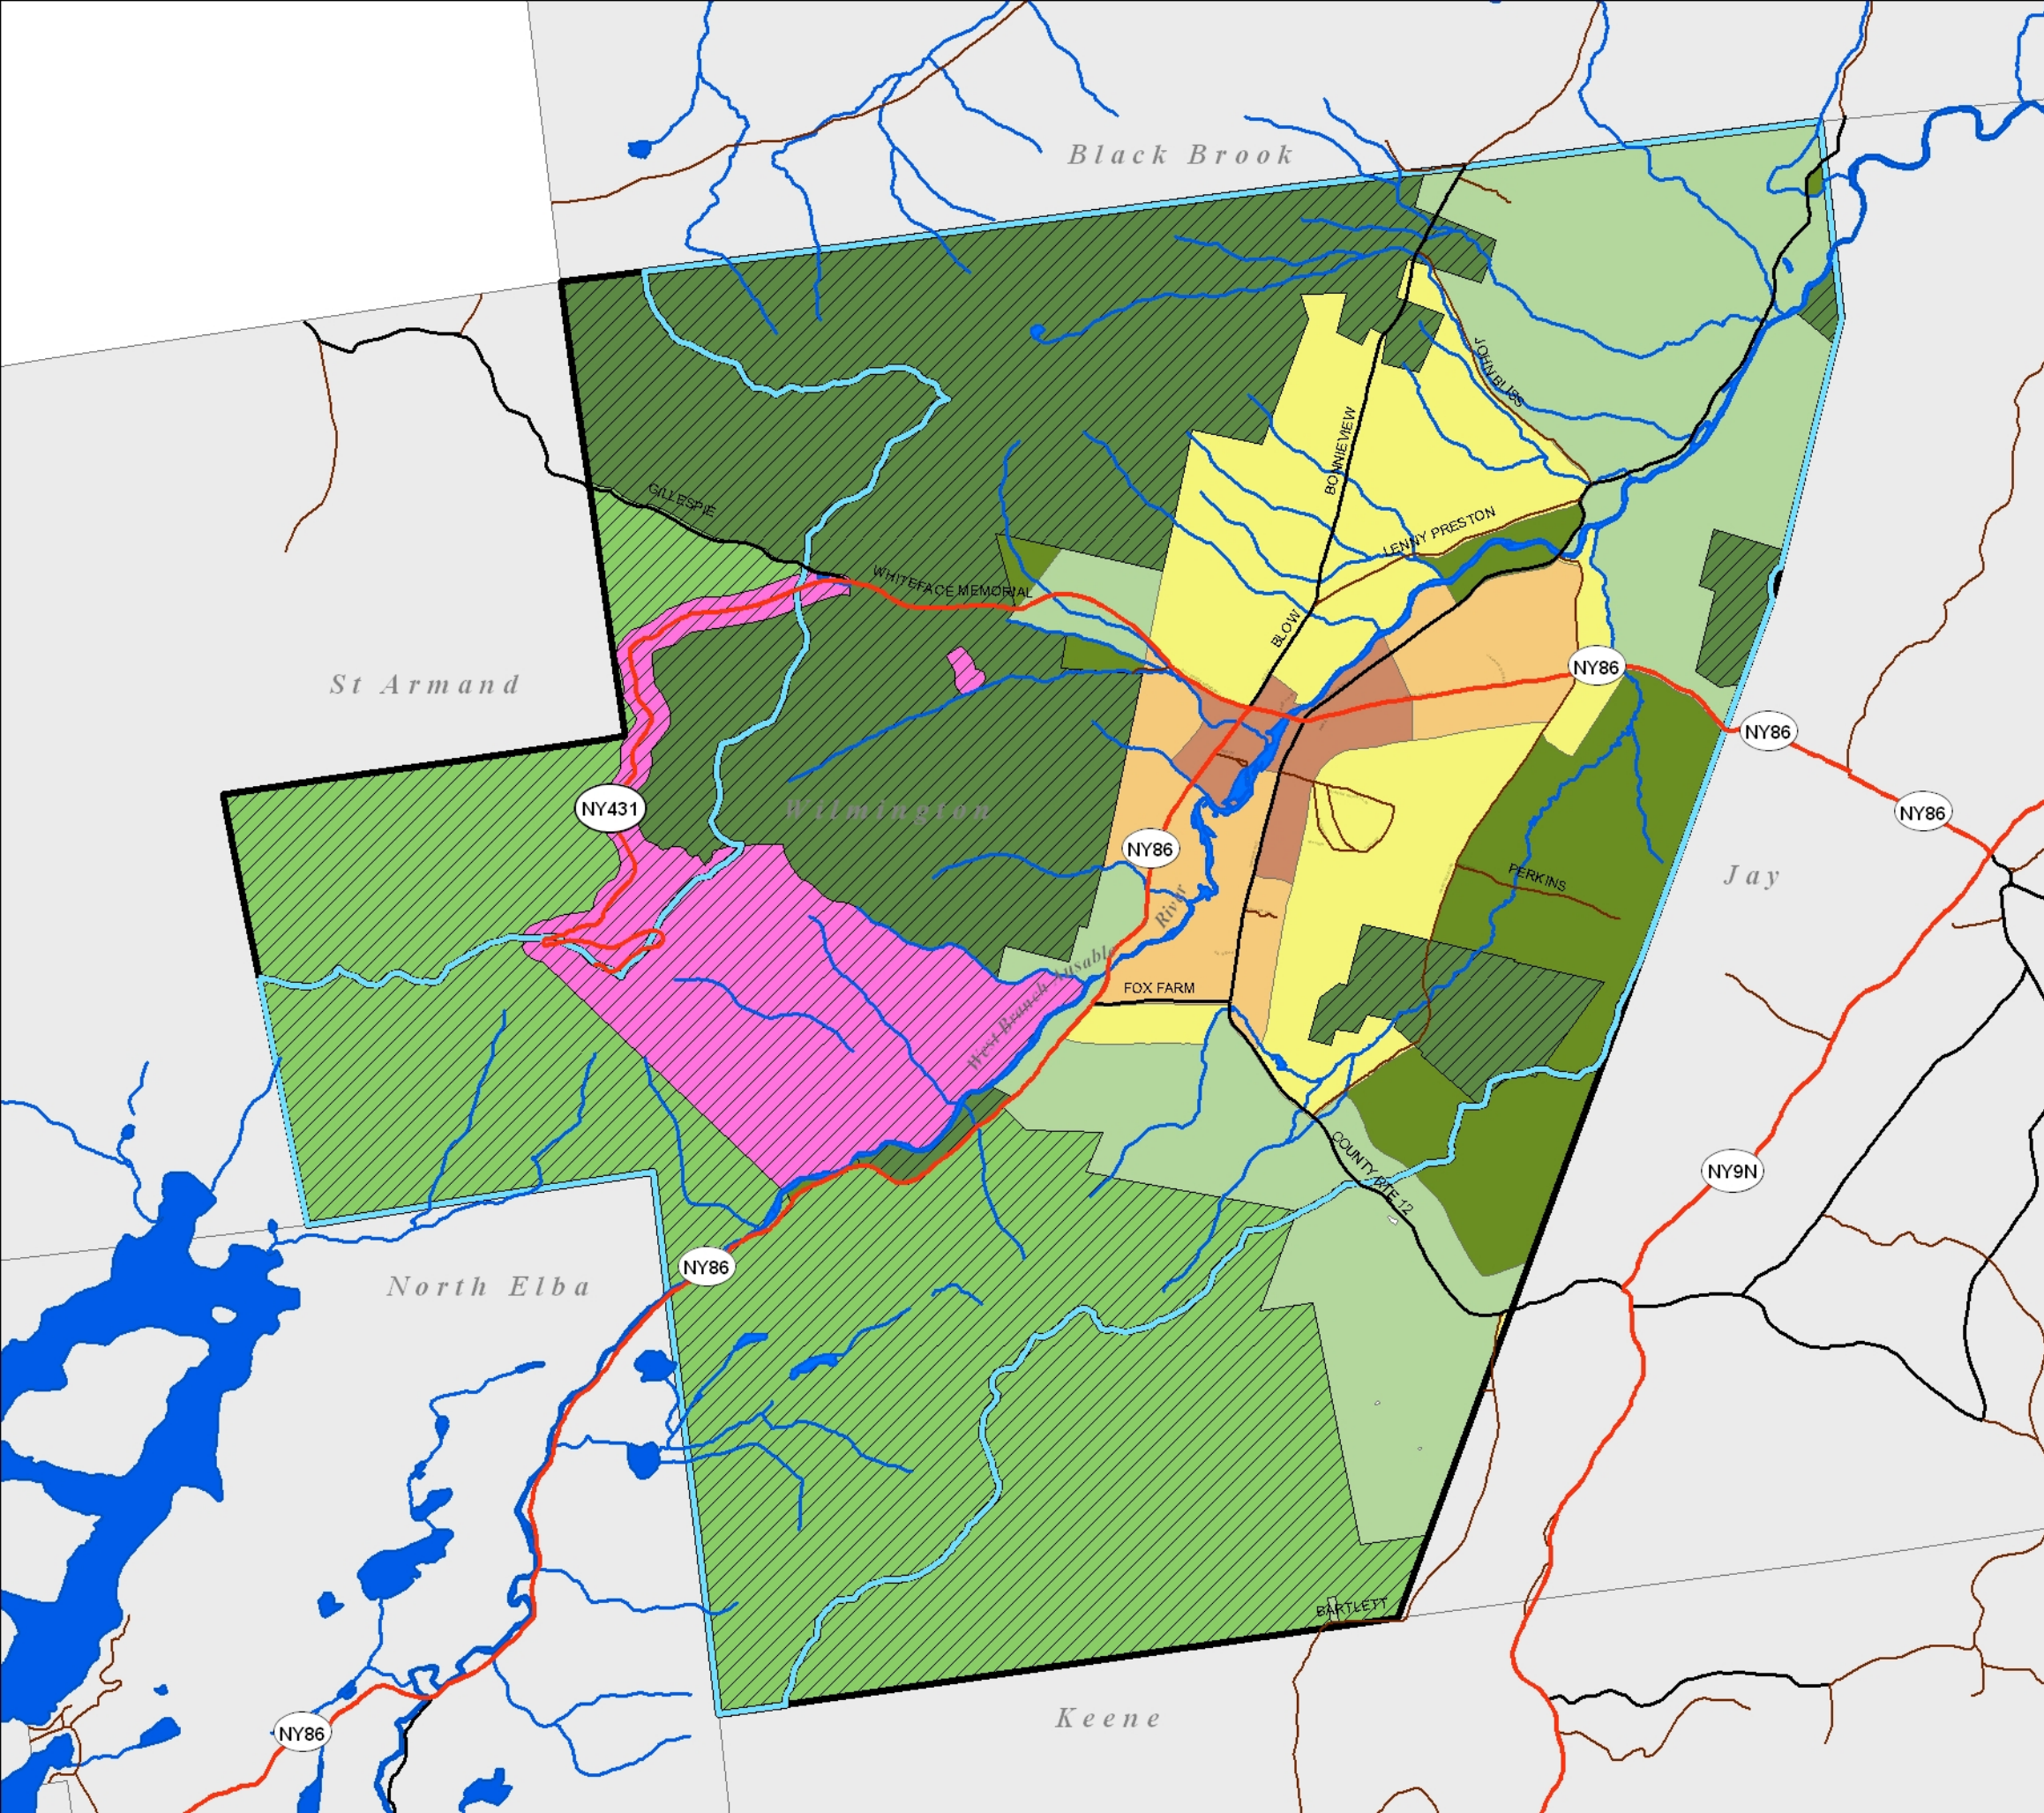 Black Brook
JOHN BLISS
BONNIEVIEW
GILLESPIE
LENNY PRESTON
WHITEFACE MEMORIAL
BLOW
NY86
St Armand
NY86
Wilmington
NY431
NY86
NY86
PERKINS
Jay
River
West Branch Ausable
FOX FARM
COUNTY RTE 12
NY9N
NY86
North Elba
BARTLETT
Keene
NY86